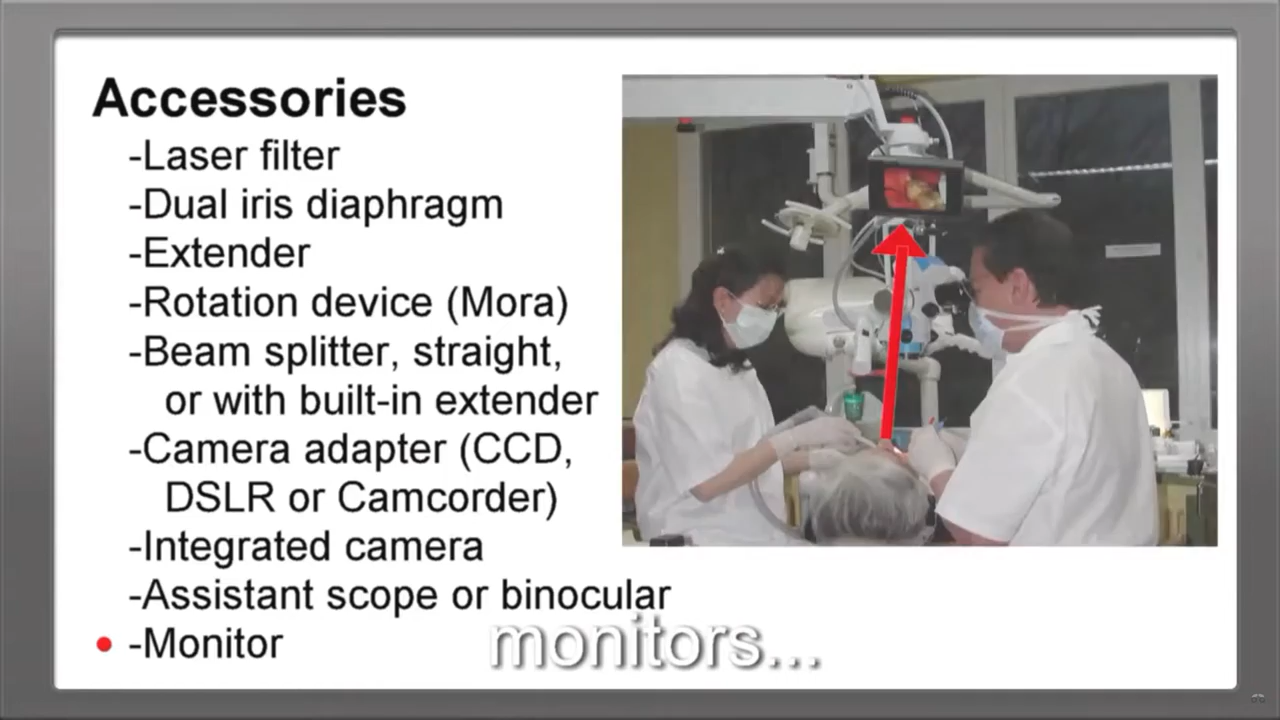 Accessories
-Laser filter
-Dual iris diaphragm
-Extender
-Rotation device (Mora)
-Beam splitter, straight,
or with built-in extender
-Camera adapter (CCD,
DSLR or Camcorder)
-Integrated camera
-Assistant scope or binocular
-Monitor
monitors...